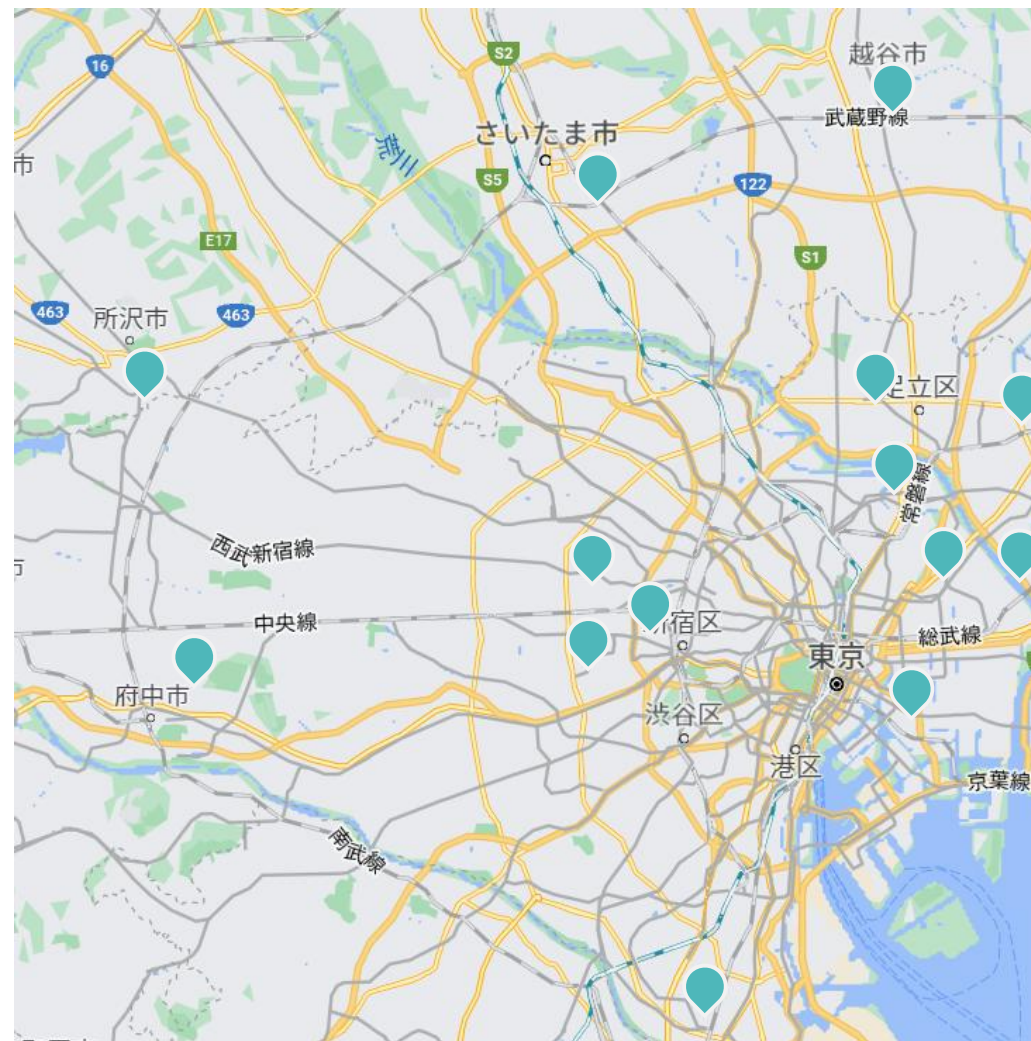 16
S2
越谷市
武蔵野線
さいたま市
荒川
市
S5
122
E17
S1
463
463
所沢市
足立区
常磐線
西武新宿線
中央線
新宿区
総武線
東京
府中市
渋谷区
港区
京葉線
南武線